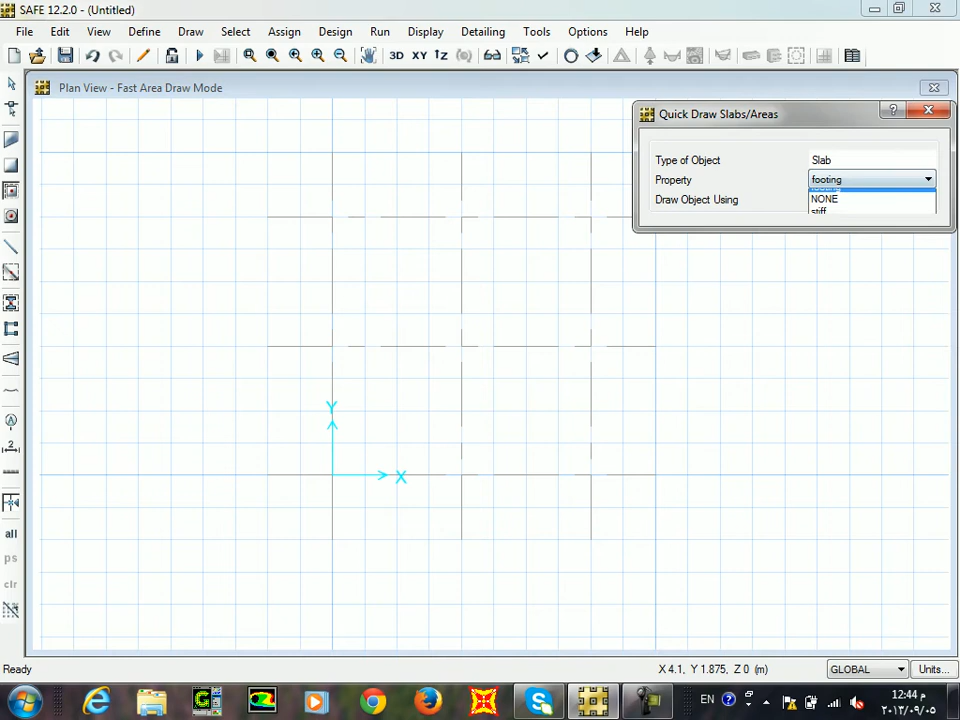 SAFE 12.2.0 - (Untitled)
File Edit View Define Draw Select Assign Design Run Display Detailing Tools Options Help
3D XY
Plan View - Fast Area Draw Mode
Quick Draw Slabs/Areas
Type of Object Slab
Property footing
NONE
stiff
Draw Object Using
Y
X
2
all
ps
clr
Ready
X 4.1, Y 1.875, Z 0 (m)
GLOBAL
Units...
EN
12:44 م
٢٠١٣/٠٩/٠٥